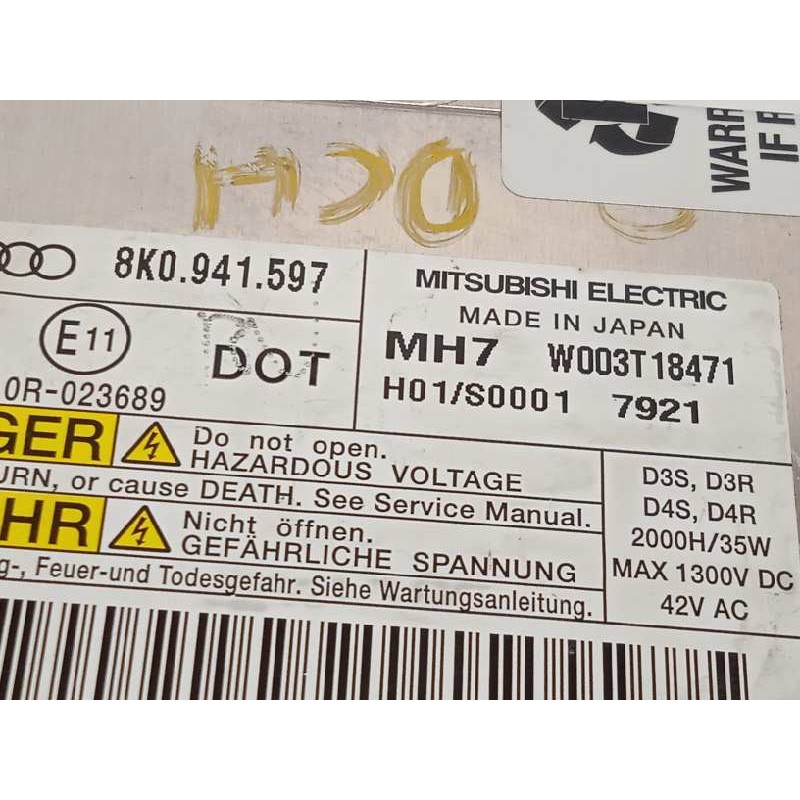 WARR
IF R
8K0.941.597
E11
DOT
0R-023689
MITSUBISHI ELECTRIC
MADE IN JAPAN
MH7 W003T18471
H01/S0001 7921
GER Do not open.
HAZARDOUS VOLTAGE
URN, or cause DEATH. See Service Manual.
HR Nicht öffnen.
GEFÄHRLICHE SPANNUNG
g-, Feuer-und Todesgefahr. Siehe Wartungsanleitung.
D3S, D3R
D4S, D4R
2000H/35W
MAX 1300V DC
42V AC